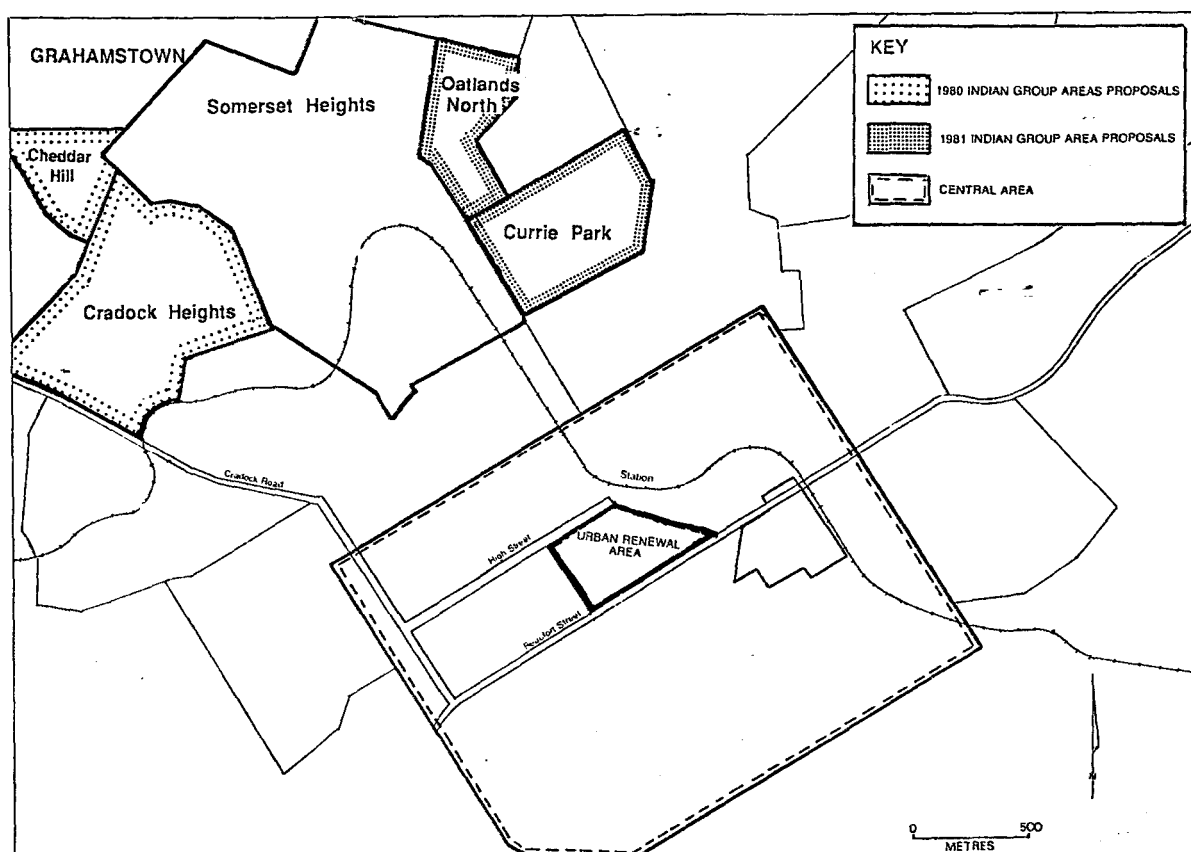 GRAHAMSTOWN
Somerset Heights
Oatlands
North
Cheddar
Hill
Currie Park
Cradock Heights
KEY
1980 INDIAN GROUP AREAS PROPOSALS
1981 INDIAN GROUP AREA PROPOSALS
CENTRAL AREA
Cradock Road
Station
High Street
URBAN RENEWAL
AREA
Beaufort Street
N
0 500
METRES